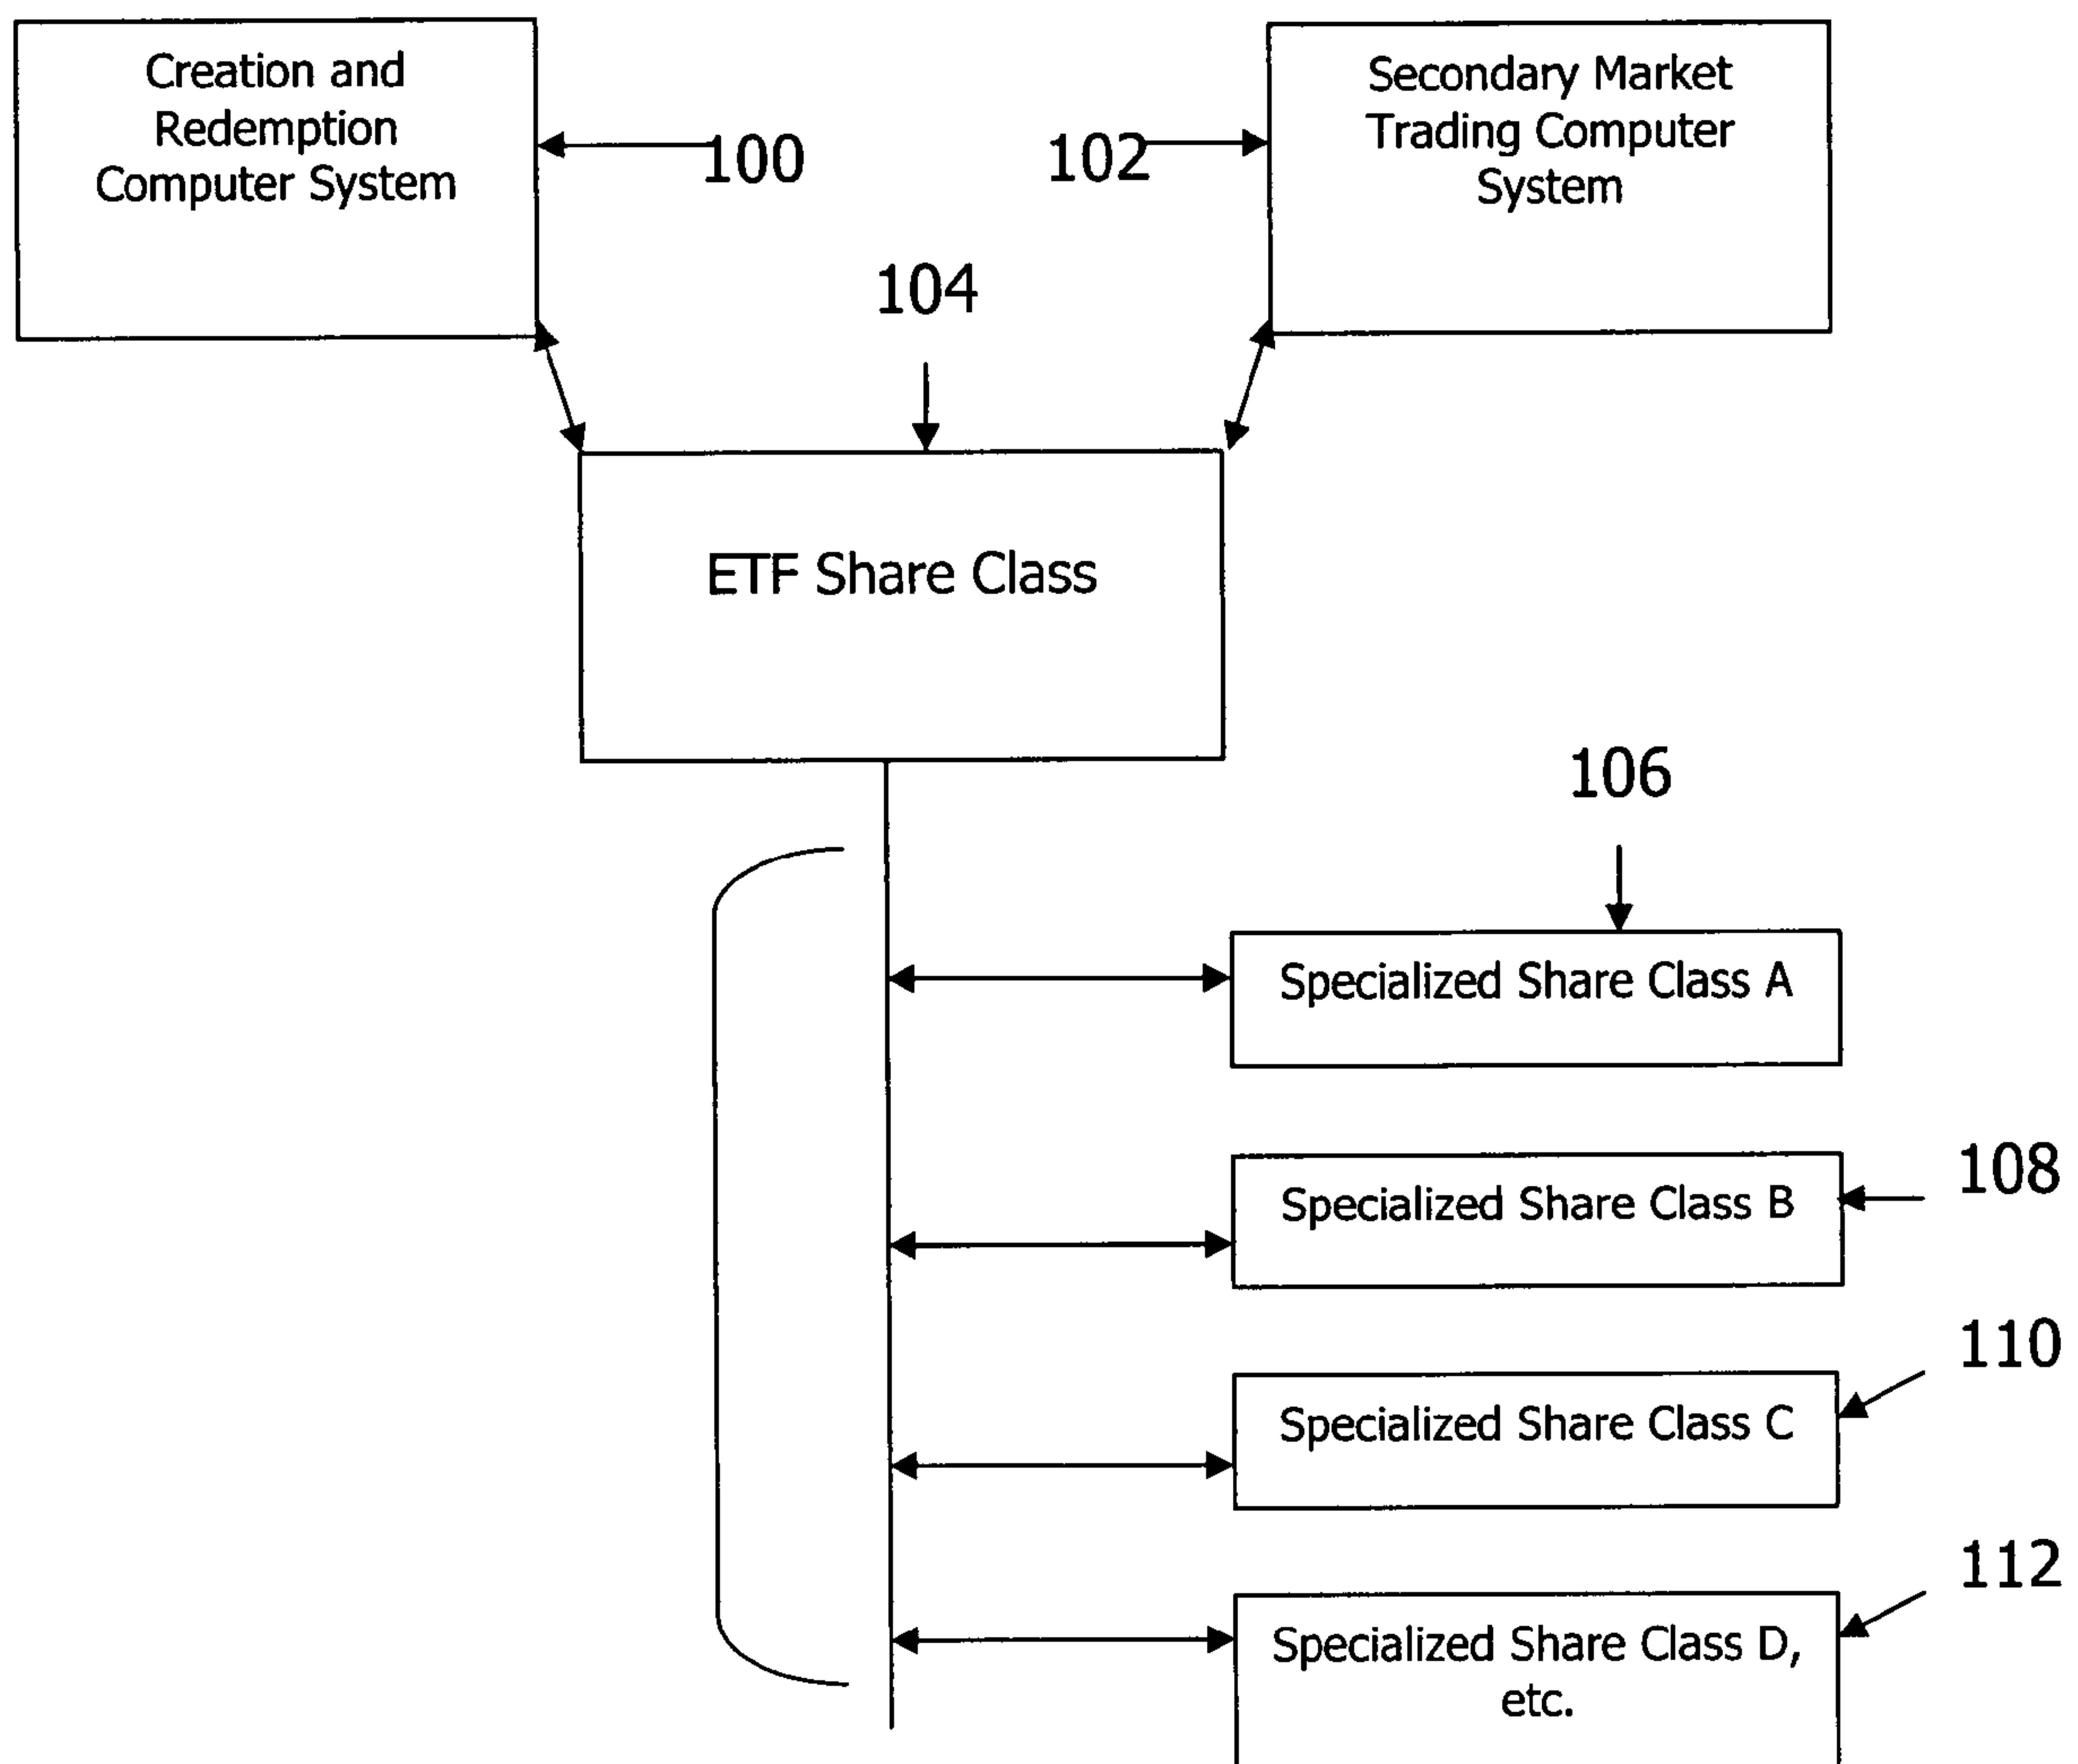 Creation and
Redemption
Computer System
100
102
Secondary Market
Trading Computer
System
104
ETF Share Class
106
Specialized Share Class A
Specialized Share Class B
108
Specialized Share Class C
110
Specialized Share Class D,
etc.
112